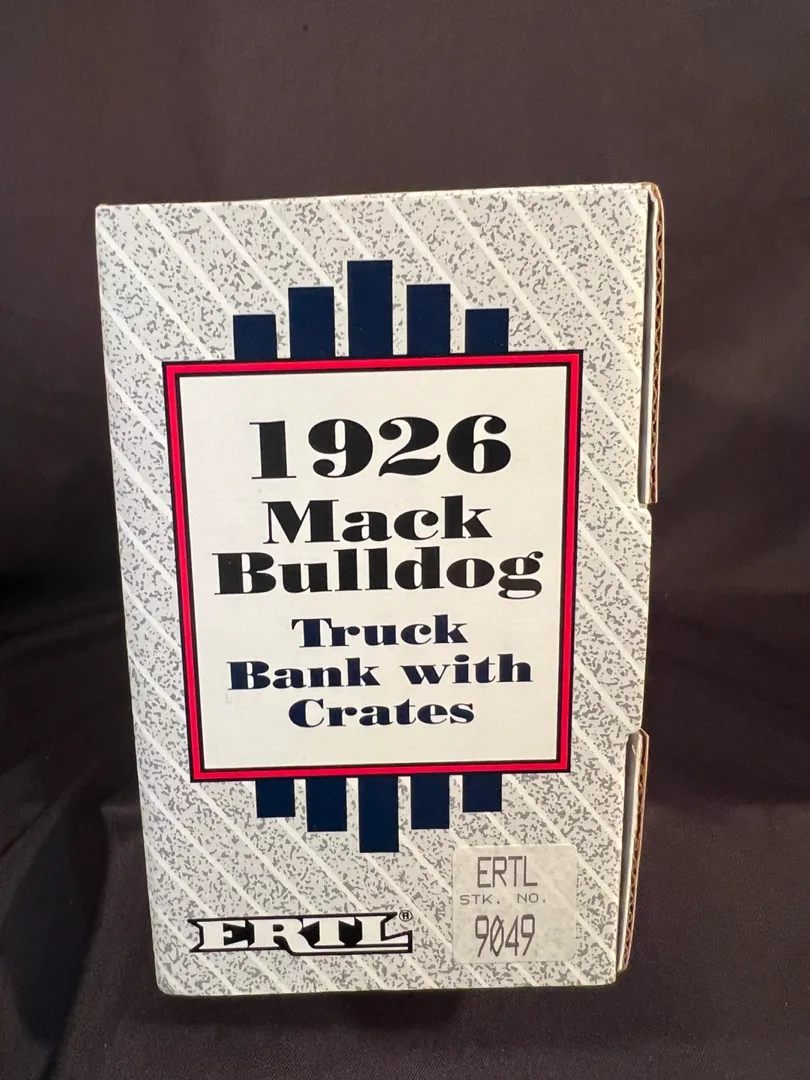 1926
Mack
Bulldog
Truck
Bank with
Crates
ERTL
STK. NO.
9049
ERTL®